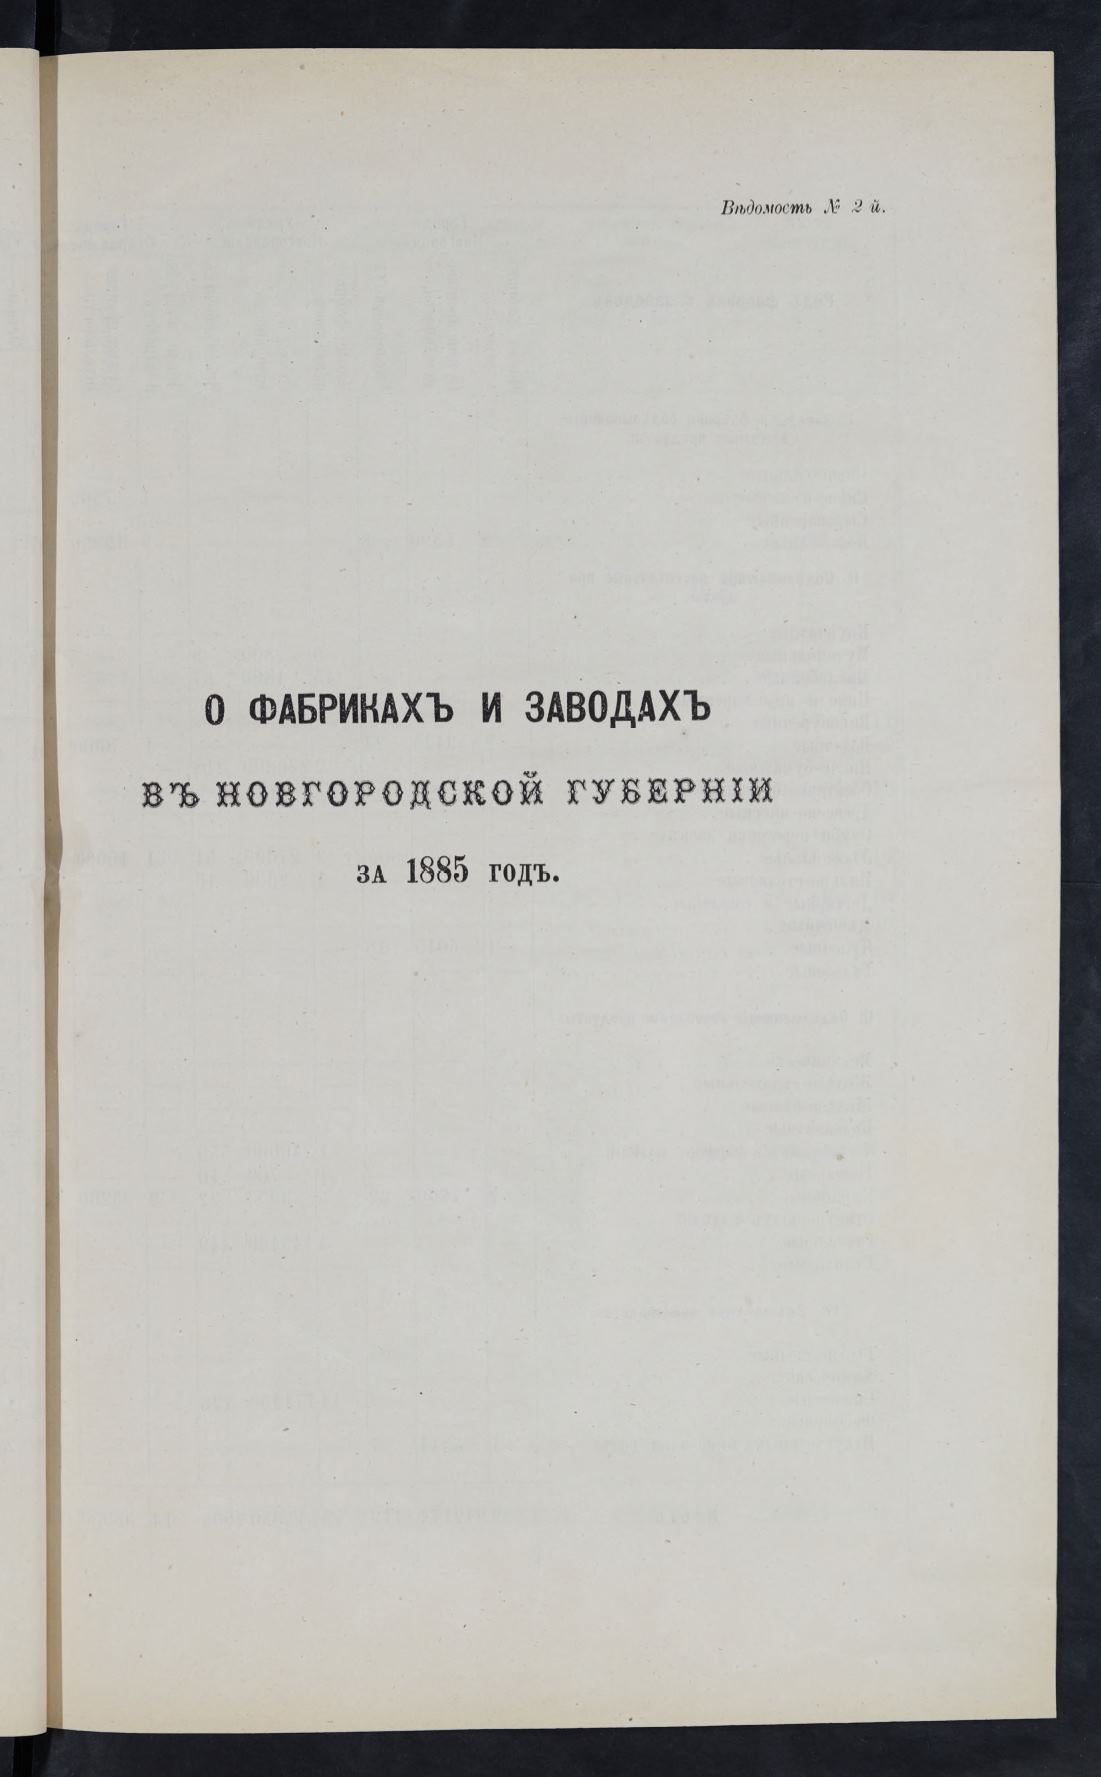 Вѣдомость № 2 й.
О ФАБРИКАХЪ И ЗАВОДАХЪ
ВЪ НОВГОРОДСКОЙ ГУБЕРНІИ
ЗА 1885 ГОДЪ.